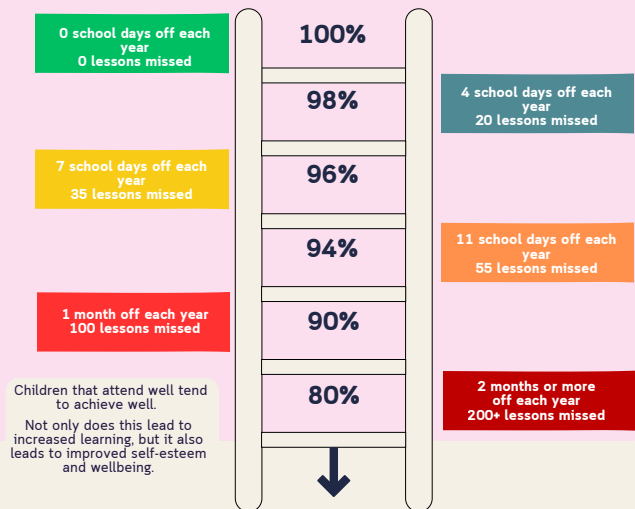 0 school days off each
year
0 lessons missed
100%
98%
4 school days off each
year
20 lessons missed
7 school days off each
year
35 lessons missed
96%
94%
11 school days off each
year
55 lessons missed
1 month off each year
100 lessons missed
90%
80%
2 months or more
off each year
200+ lessons missed
Children that attend well tend
to achieve well.
Not only does this lead to
increased learning, but it also
leads to improved self-esteem
and wellbeing.